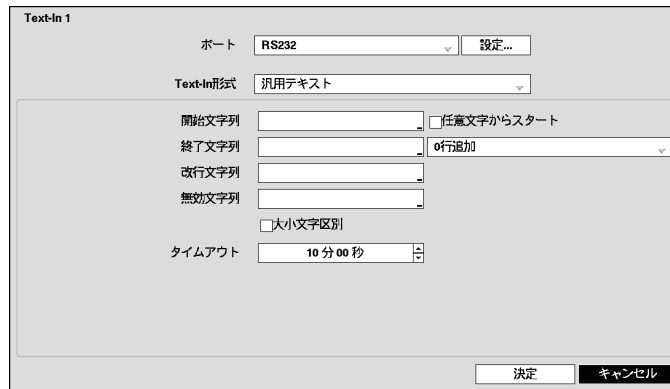 Text-In 1
ポート RS232 設定...
Text-In形式 汎用テキスト
開始文字列 任意文字からスタート
終了文字列 0行追加
改行文字列
無効文字列
大小文字区別
タイムアウト 10 分 00 秒
決定 キャンセル